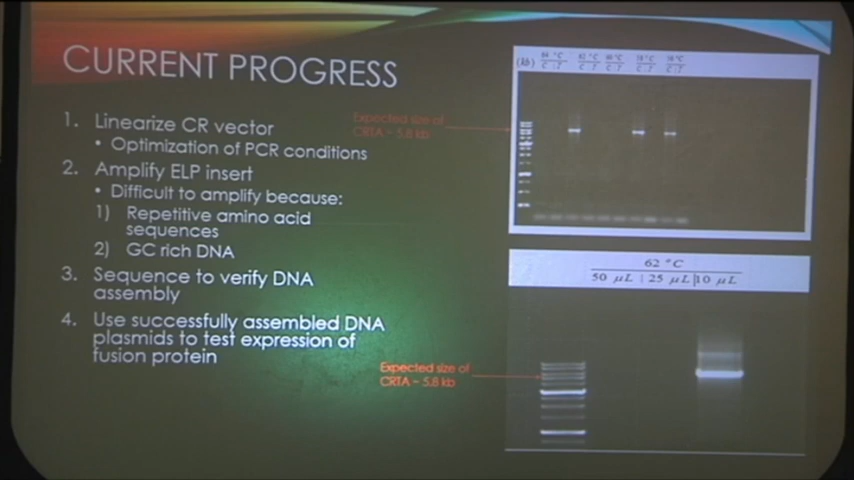 CURRENT PROGRESS
1. Linearize CR vector
• Optimization of PCR conditions
2. Amplify ELP insert
• Difficult to amplify because:
1) Repetitive amino acid
sequences
2) GC rich DNA
3. Sequence to verify DNA
assembly
4. Use successfully assembled DNA
plasmids to test expression of
fusion protein
Expected size of
CRTA ~ 5.8 kb
(kb)
62 °C
50 µL | 25 µL | 10 µL
Expected size of
CRTA ~ 5.8 kb